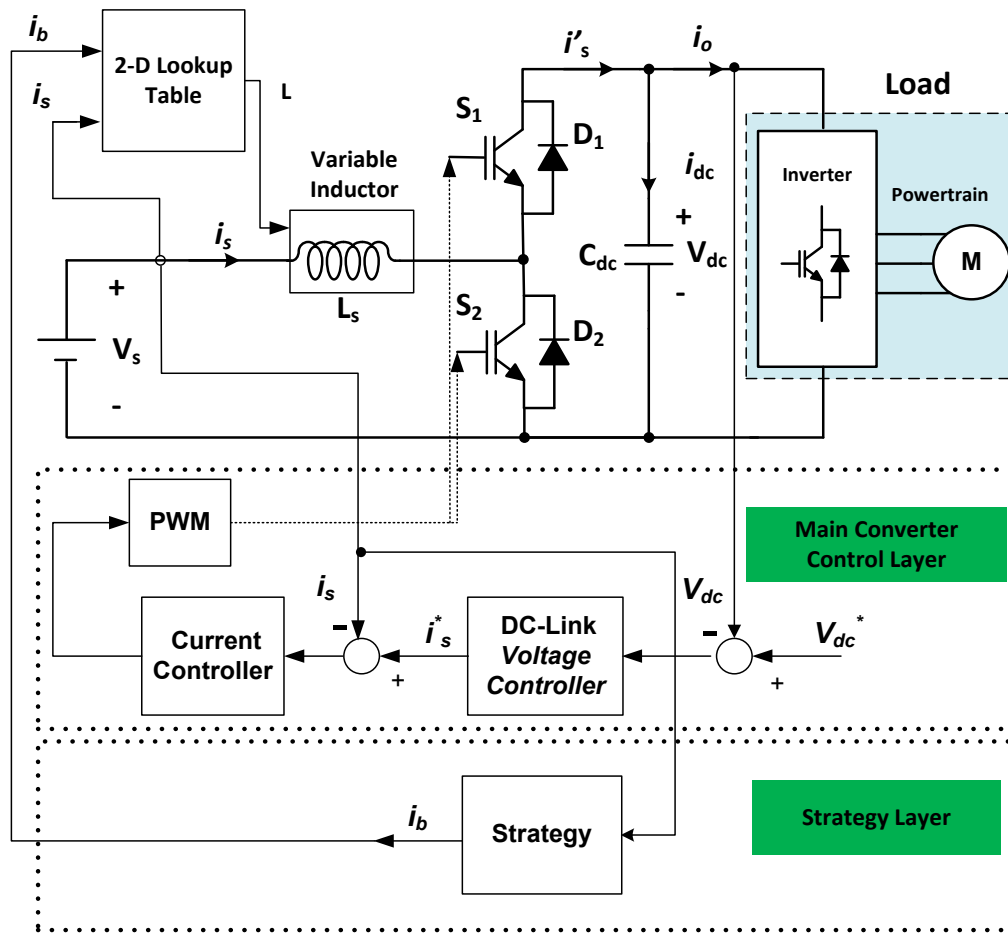 i_b
2-D Lookup
Table
i_s
L
Variable
Inductor
i_s
L_s
+
V_s
-
S_1
D_1
S_2
D_2
i'_s
i_o
i_dc
+
C_dc
V_dc
-
Load
Inverter
Powertrain
M
PWM
Main Converter
Control Layer
i_s
-
Current
Controller
+
i^*_s
DC-Link
Voltage
Controller
V_dc
-
V_dc^*
+
i_b
Strategy
Strategy Layer